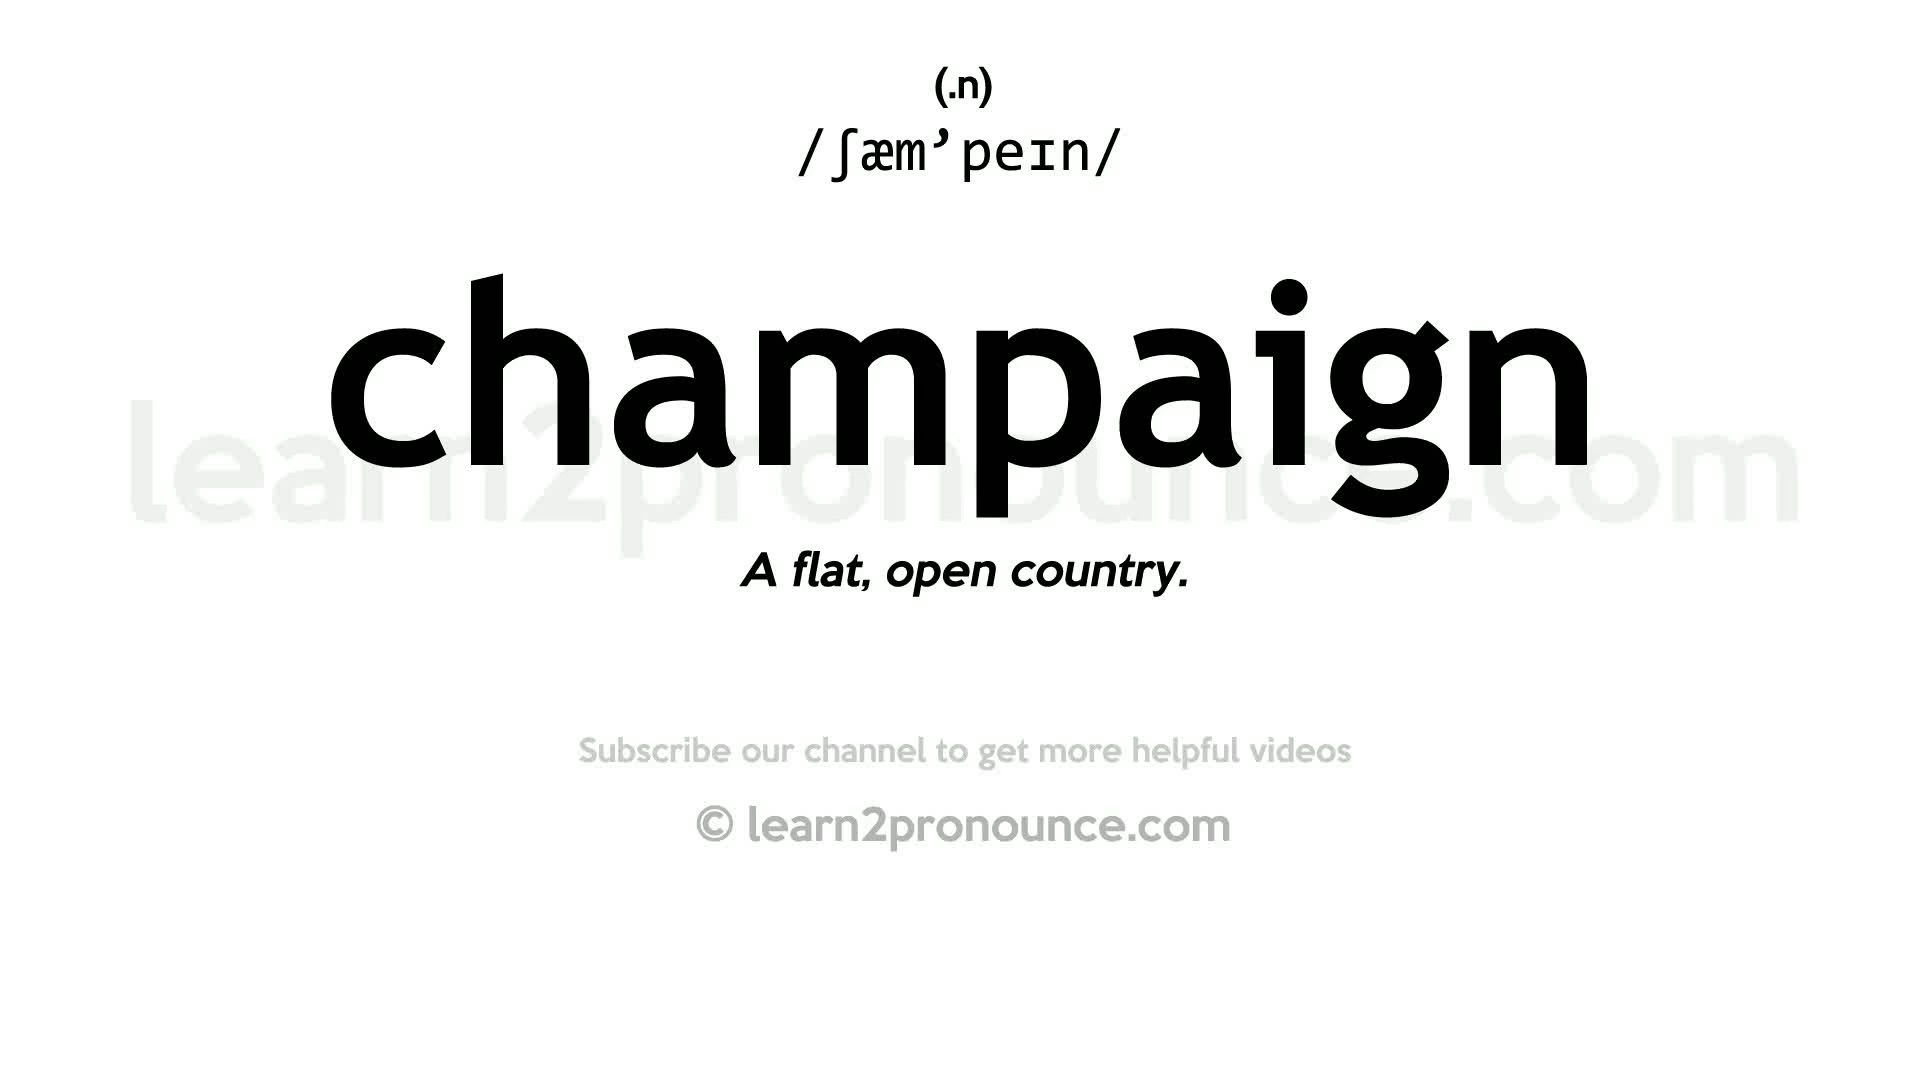 (.n)
/ʃæm’peɪn/
champaign
learn2pronounce.com
A flat, open country.
Subscribe our channel to get more helpful videos
© learn2pronounce.com